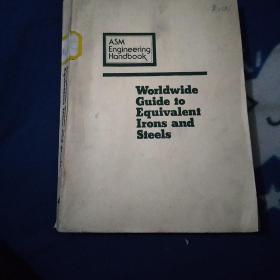 ASM
Engineering
Handbook
Worldwide
Guide to
Equivalent
Irons and
Steels